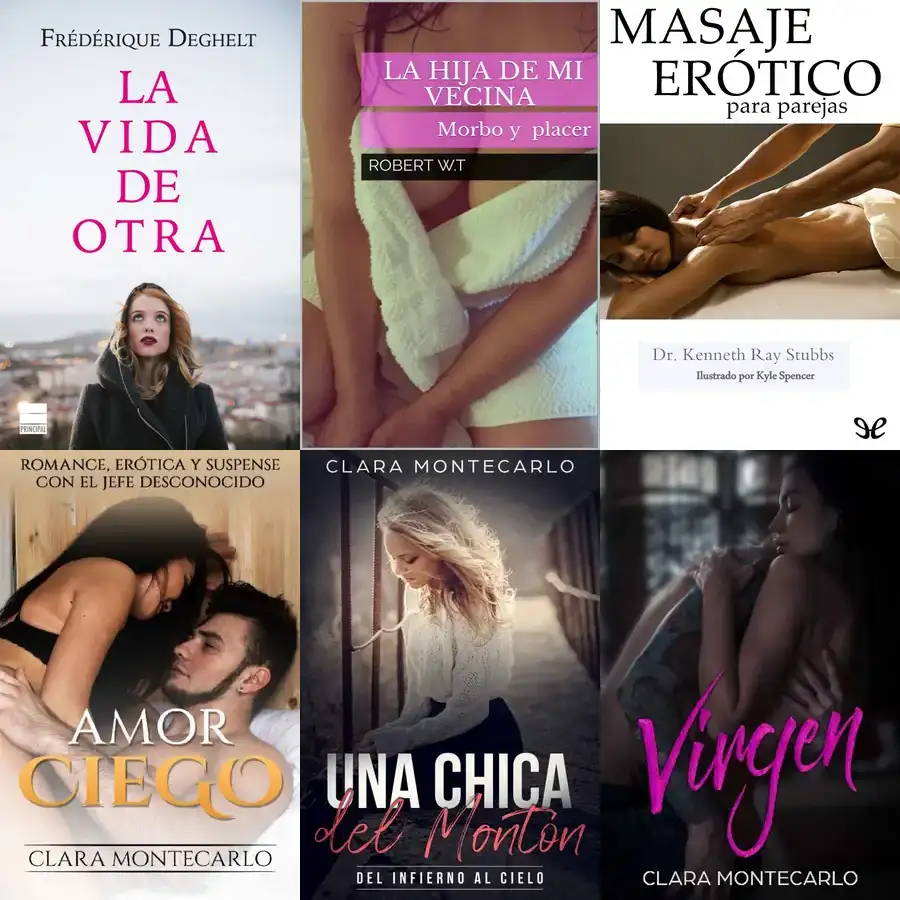 FRÉDÉRIQUE DEGHELT
LA
VIDA
DE
OTRA
PRINCIPAL
LA HIJA DE MI
VECINA
Morbo y placer
ROBERT W.T
MASAJE
ERÓTICO
para parejas
Dr. Kenneth Ray Stubbs
Ilustrado por Kyle Spencer
ROMANCE, ERÓTICA Y SUSPENSE
CON EL JEFE DESCONOCIDO
AMOR
CIEGO
CLARA MONTECARLO
CLARA MONTECARLO
UNA CHICA
del Montón
DEL INFIERNO AL CIELO
Virgen
CLARA MONTECARLO